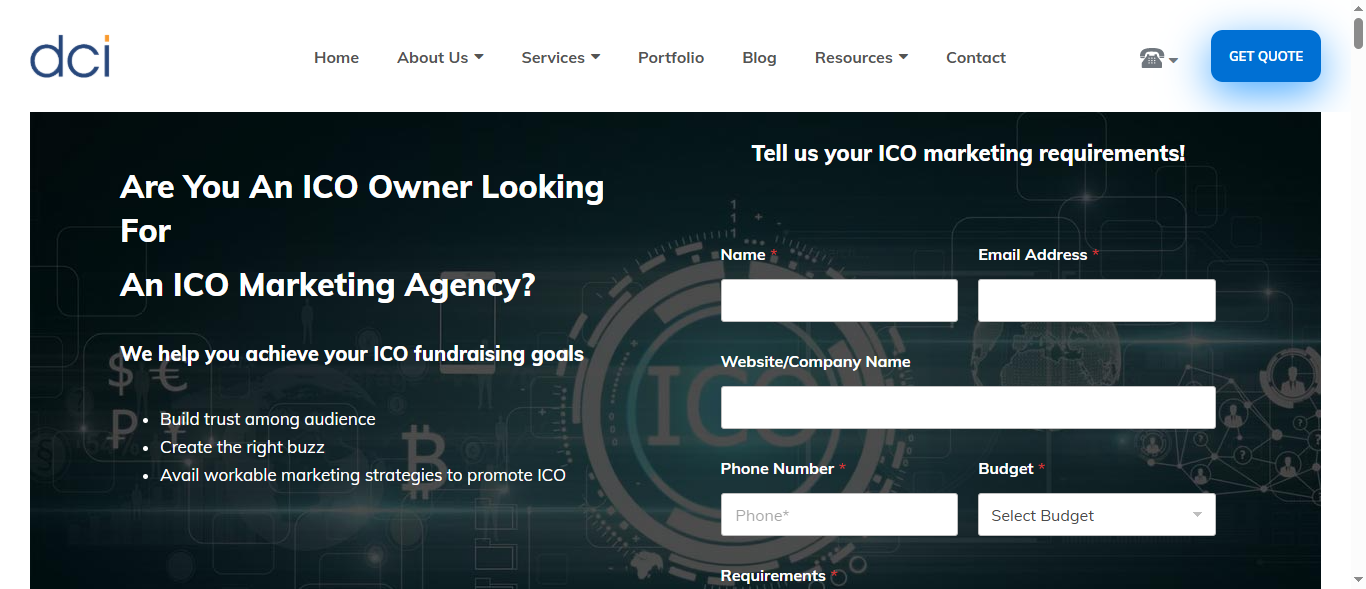 dci
Home
About Us
Services
Portfolio
Blog
Resources
Contact
GET QUOTE
Are You An ICO Owner Looking
For
An ICO Marketing Agency?
We help you achieve your ICO fundraising goals
• Build trust among audience
• Create the right buzz
• Avail workable marketing strategies to promote ICO
ICO
Tell us your ICO marketing requirements!
Name *
Email Address *
Website/Company Name
Phone Number *
Budget *
Phone*
Select Budget
Requirements *